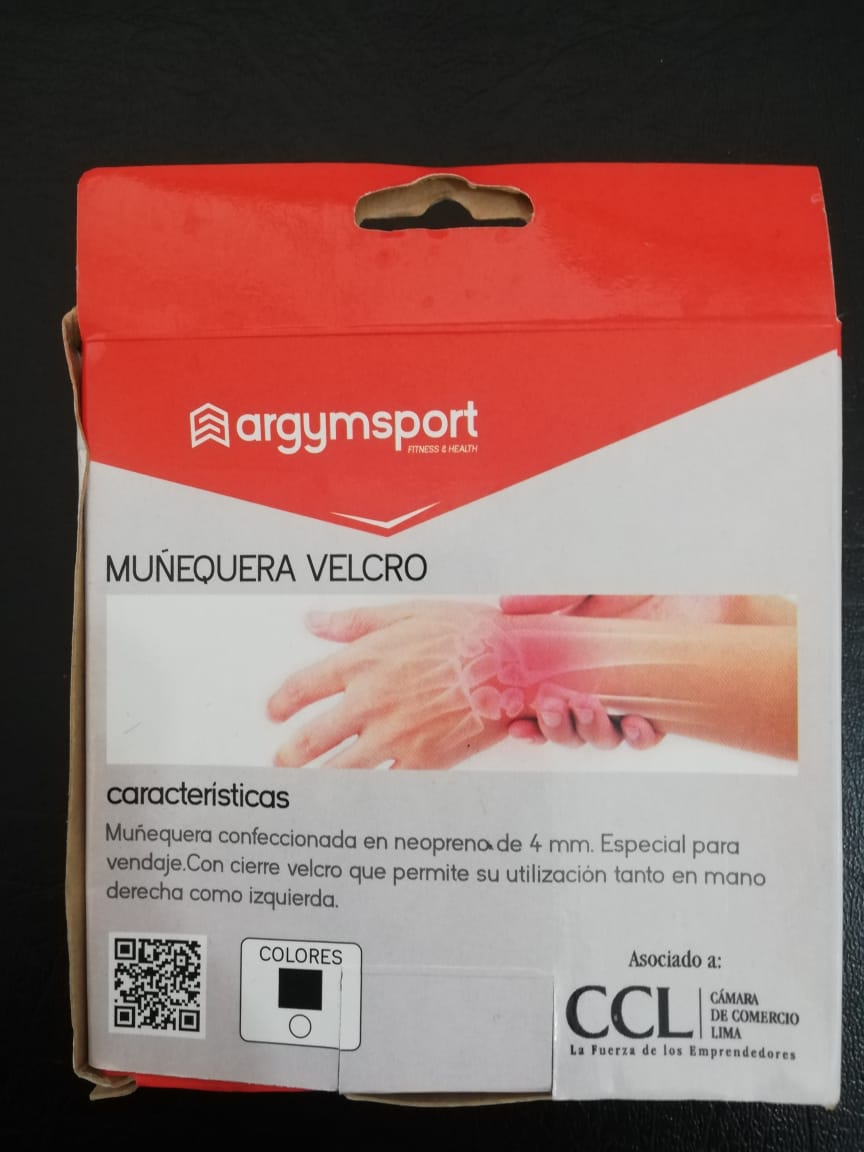 argymsport
FITNESS & HEALTH
MUÑEQUERA VELCRO
características
Muñequera confeccionada en neopreno de 4 mm. Especial para
vendaje.Con cierre velcro que permite su utilización tanto en mano
derecha como izquierda.
COLORES
Asociado a:
CCL
CÁMARA
DE COMERCIO
LIMA
La Fuerza de los Emprendedores